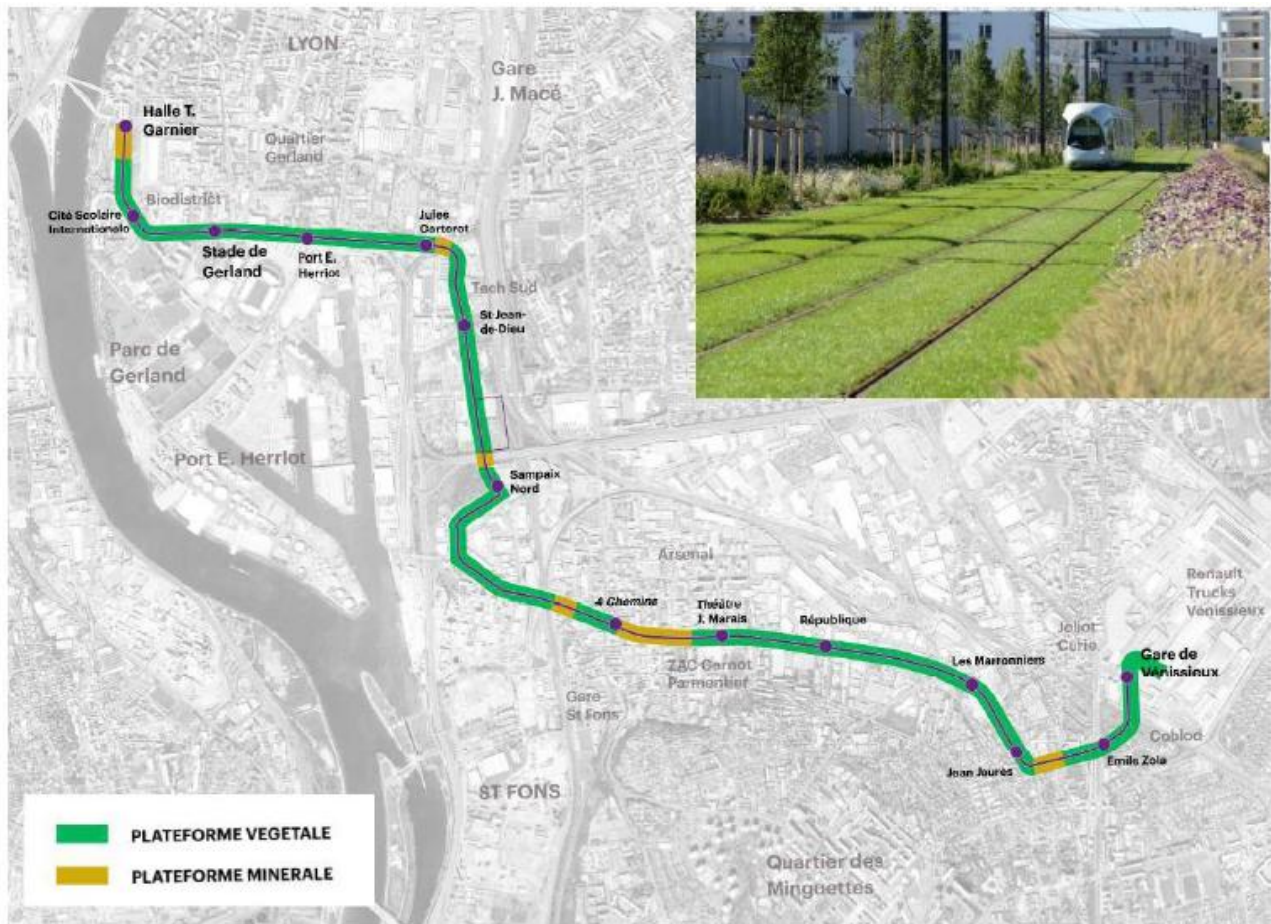 LYON
Gare
J. Macé
Halle T.
Garnier
Quartier
Gerland
Biodistrict
Cité Scolaire
Internationale
Stade de
Gerland
Port E.
Herriot
Jules
Carteret
Tech Sud
St-Jean-
de-Dieu
Parc de
Gerland
Port E. Herriot
Sampaix
Nord
Arsenal
4 Chemins
Théâtre
J. Marais
République
Renault
Trucks
Venissieux
Joliot
Curie
Gare de
Vénissieux
Les Marronniers
ZAC Carnot
Parmentier
Gare
St Fons
Coblod
Jean Jaurès
Emile Zola
ST FONS
Quartier des
Minguettes
PLATEFORME VEGETALE
PLATEFORME MINERALE